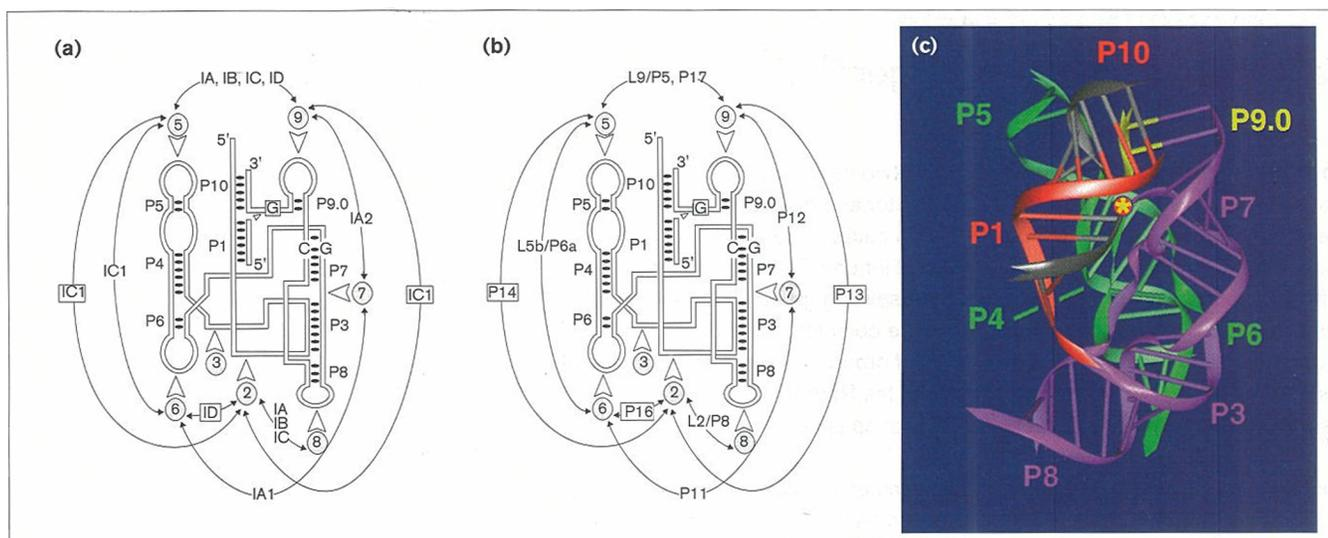 (a)
IA, IB, IC, ID
5
9
5'
3'
P10
G
P5
P9.0
IA2
P1
C G
IC1
P4
5'
P7
IC1
IC1
7
P6
P3
3
P8
2
6
ID
IA
IB
IC
8
IA1
(b)
L9/P5, P17
5
9
5'
3'
P10
G
P5
P9.0
P12
P1
C G
L5b/P6a
P4
5'
P7
P14
P13
7
P6
P3
3
P8
2
6
P16
L2/P8
8
P11
(c)
P10
P5
P9.0
P7
P1
P4
P6
P3
P8